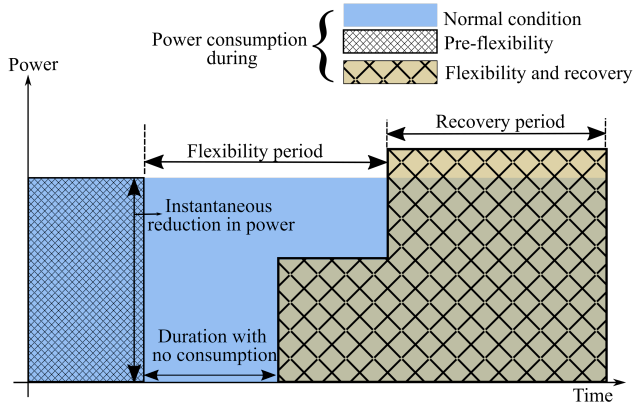 Power consumption
during
Normal condition
Pre-flexibility
Flexibility and recovery
Power
Flexibility period
Recovery period
Instantaneous
reduction in power
Duration with
no consumption
Time